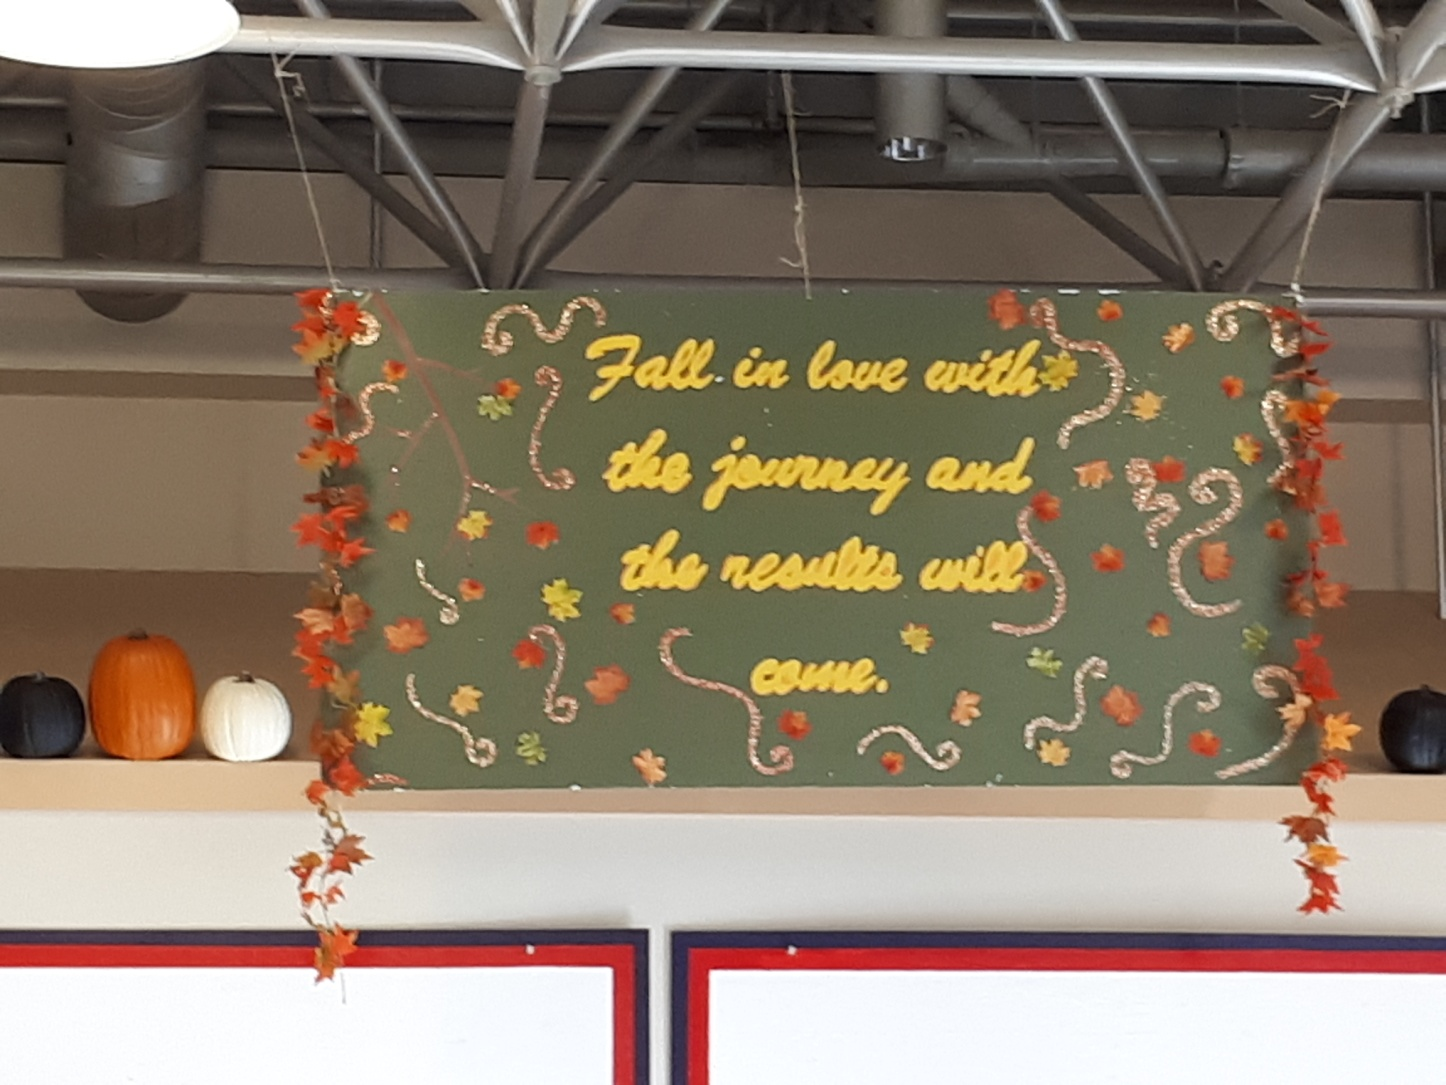 Fall in love with
the journey and
the results will
come.